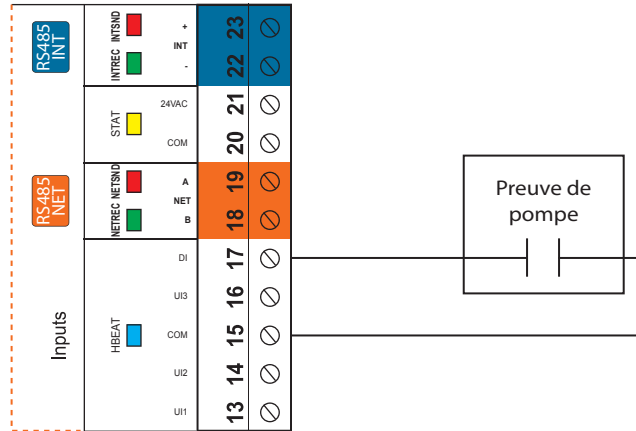 RS485
INT
INTREC INTSND
+
INT
-
23
22
STAT
24VAC
COM
21
20
RS485
NET
NETREC NETSND
A
NET
B
19
18
Inputs
HBEAT
DI
UI3
COM
UI2
UI1
17
16
15
14
13
Preuve de
pompe